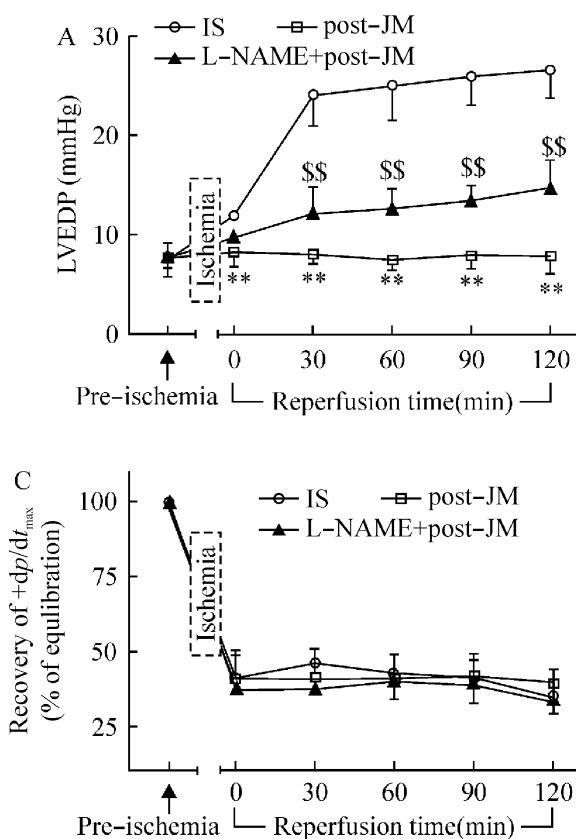 A
IS
post-JM
L-NAME+post-JM
30
20
10
0
LVEDP (mmHg)
Ischemia
$$ $$ $$ $$
** ** ** ** **
0 30 60 90 120
Pre-ischemia
Reperfusion time(min)
C
IS
post-JM
L-NAME+post-JM
100
75
50
25
Recovery of +dp/dtmax
(% of equlibration)
Ischemia
0 30 60 90 120
Pre-ischemia
Reperfusion time(min)